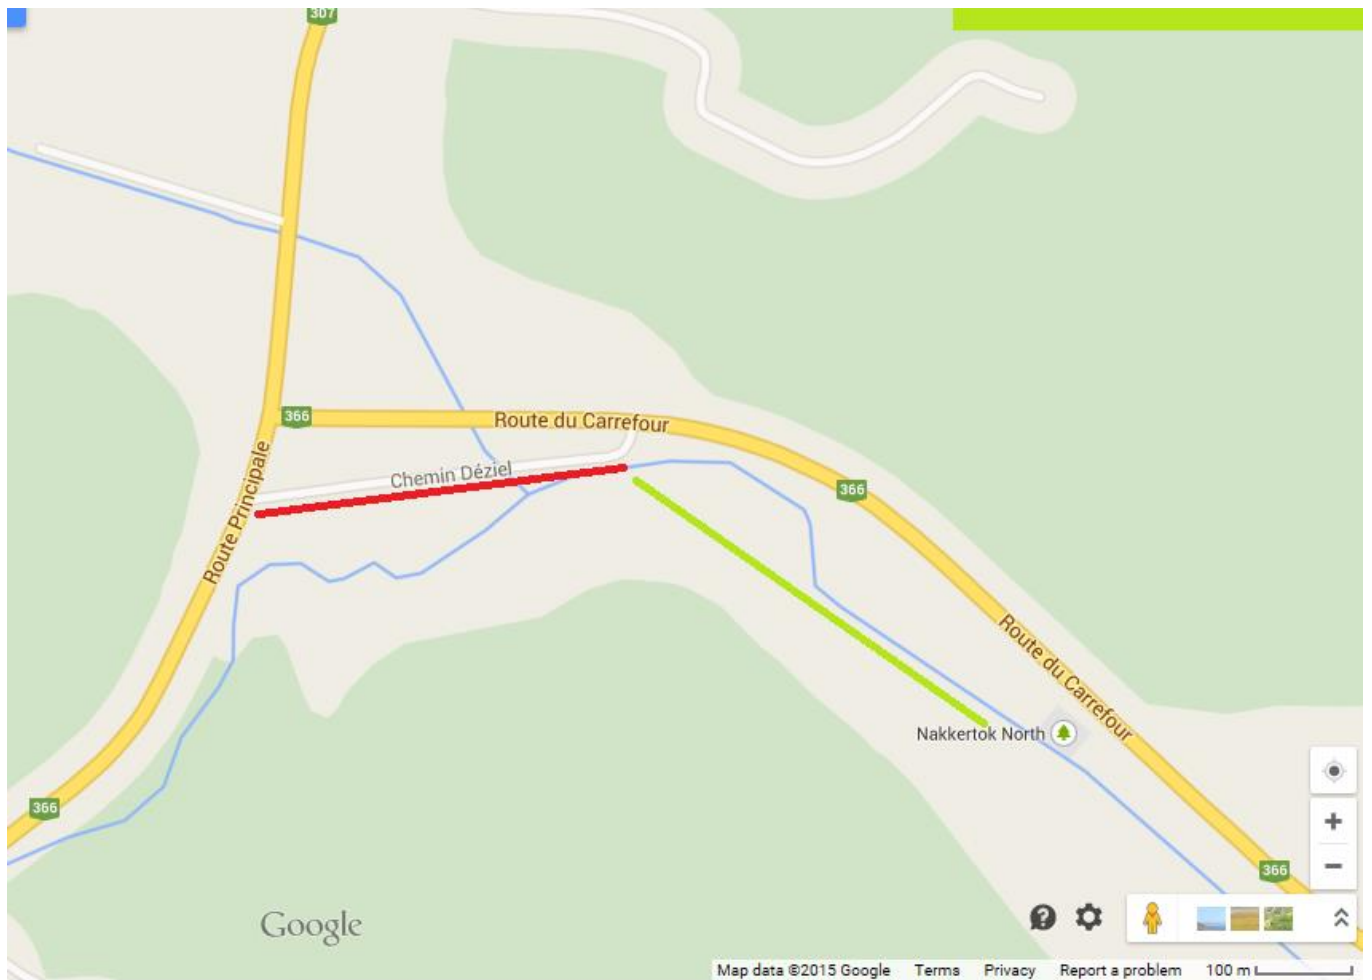 307
366
Route du Carrefour
Chemin Déziel
Route Principale
366
Route du Carrefour
Nakkertok North
366
366
Google
Map data ©2015 Google Terms Privacy Report a problem 100 m